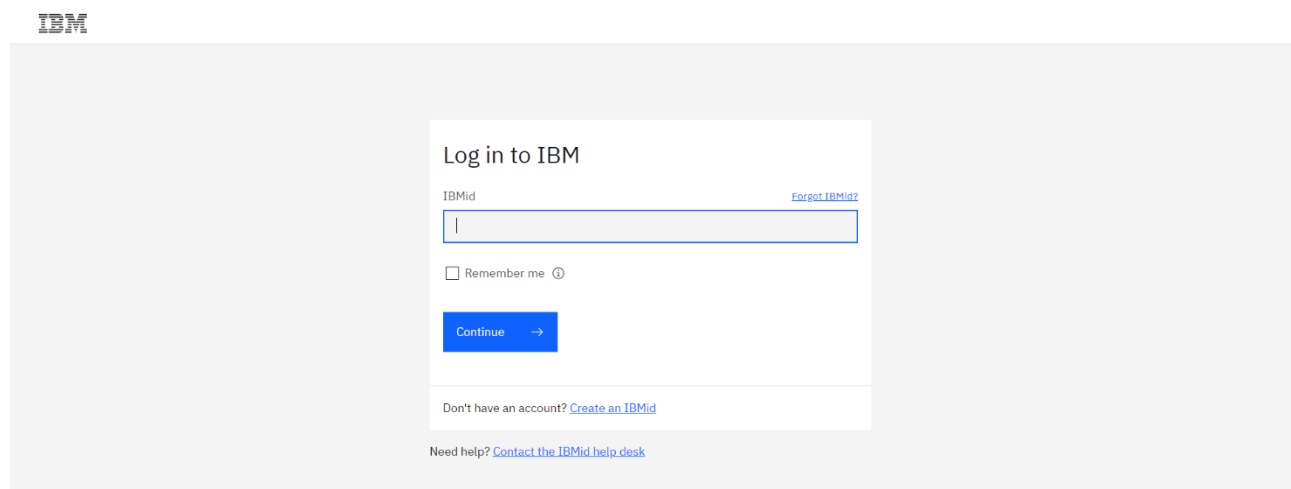 IBM
Log in to IBM
IBMid Forgot IBMid?
Remember me
Continue
Don't have an account? Create an IBMid
Need help? Contact the IBMid help desk